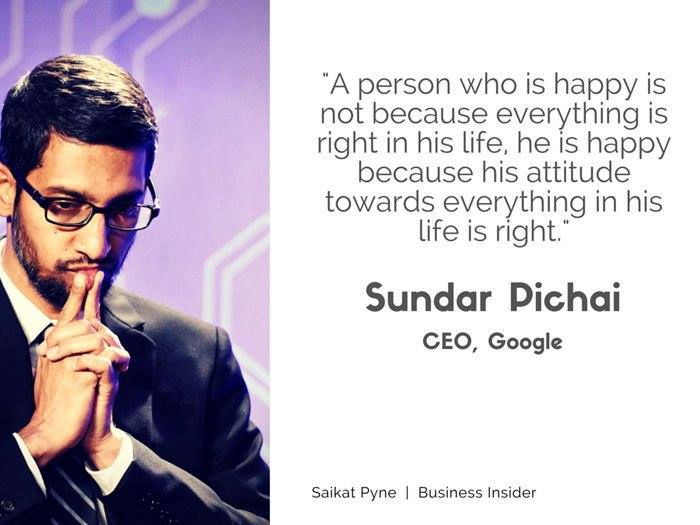 "A person who is happy is
not because everything is
right in his life, he is happy
because his attitude
towards everything in his
life is right."
Sundar Pichai
CEO, Google
Saikat Pyne | Business Insider